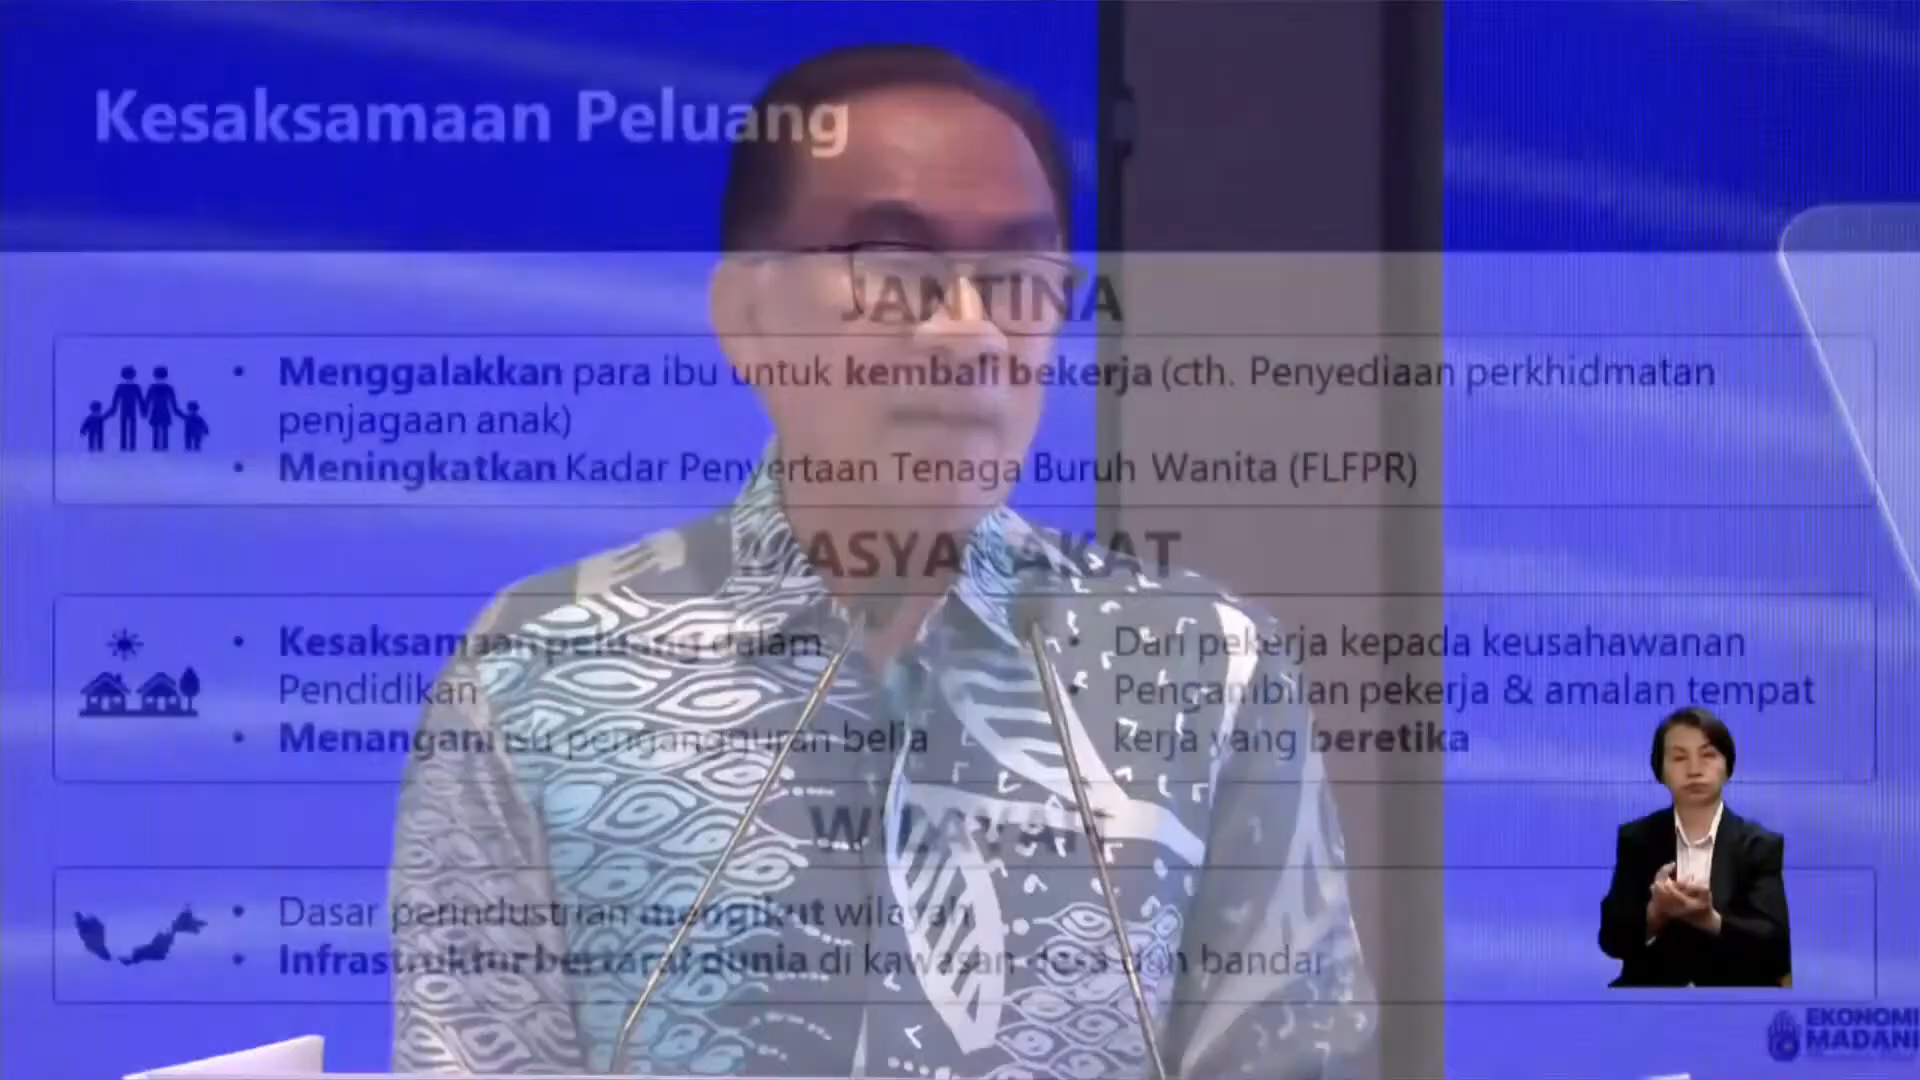 Kesaksamaan Peluang
JANTINA
• Menggalakkan para ibu untuk kembali bekerja (cth. Penyediaan perkhidmatan
penjagaan anak)
• Meningkatkan Kadar Penyertaan Tenaga Buruh Wanita (FLFPR)
MASYARAKAT
• Kesaksamaan peluang dalam
Pendidikan
• Menangani isu pengangguran belia
• Dari pekerja kepada keusahawanan
• Pengambilan pekerja & amalan tempat
kerja yang beretika
WILAYAH
• Dasar perindustrian mengikut wilayah
• Infrastruktur bertaraf dunia di kawasan desa dan bandar
EKONOMI
MADANI